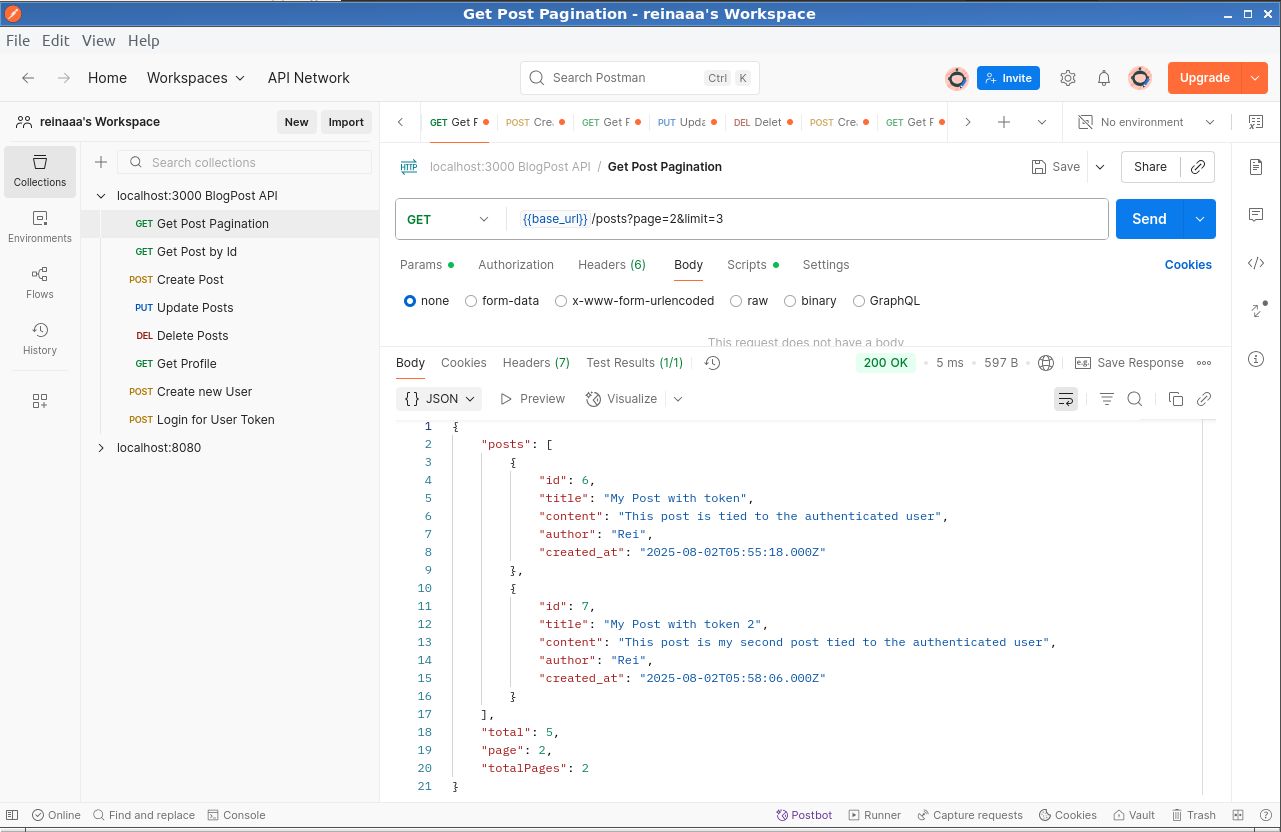 Get Post Pagination - reinaaa's Workspace
File Edit View Help
Home Workspaces API Network Search Postman Ctrl K Invite Upgrade
reinaaa's Workspace New Import
GET Get F POST Cre. GET Get F PUT Upda DEL Delet POST Cre. GET Get F No environment
Search collections
HTTP localhost:3000 BlogPost API / Get Post Pagination Save Share
Collections
Environments
Flows
History
localhost:3000 BlogPost API
GET Get Post Pagination
GET Get Post by Id
POST Create Post
PUT Update Posts
DEL Delete Posts
GET Get Profile
POST Create new User
POST Login for User Token
localhost:8080
GET {{base_url}} /posts?page=2&limit=3 Send
Params Authorization Headers (6) Body Scripts Settings Cookies
none form-data x-www-form-urlencoded raw binary GraphQL
This request does not have a body
Body Cookies Headers (7) Test Results (1/1) 200 OK 5 ms 597 B e.g. Save Response
{} JSON Preview Visualize
1 {
2 "posts": [
3 {
4 "id": 6,
5 "title": "My Post with token",
6 "content": "This post is tied to the authenticated user",
7 "author": "Rei",
8 "created_at": "2025-08-02T05:55:18.000Z"
9 },
10 {
11 "id": 7,
12 "title": "My Post with token 2",
13 "content": "This post is my second post tied to the authenticated user",
14 "author": "Rei",
15 "created_at": "2025-08-02T05:58:06.000Z"
16 }
17 ],
18 "total": 5,
19 "page": 2,
20 "totalPages": 2
21 }
Online Find and replace Console Postbot Runner Capture requests Cookies Vault Trash